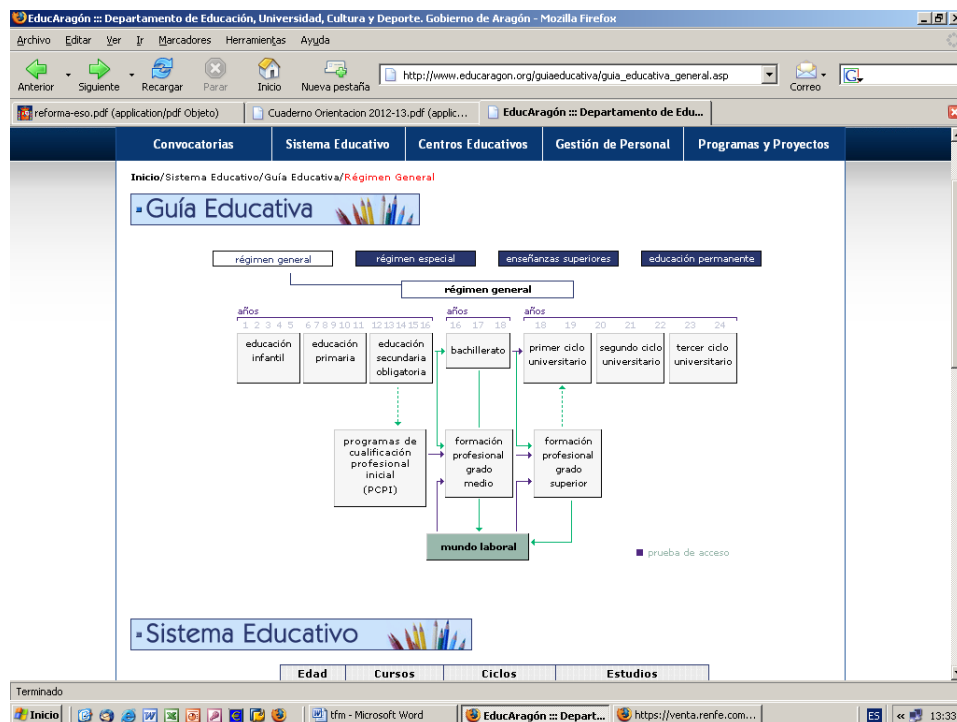 EducAragón ::: Departamento de Educación, Universidad, Cultura y Deporte. Gobierno de Aragón - Mozilla Firefox
Archivo Editar Ver Ir Marcadores Herramientas Ayuda
Anterior Siguiente Recargar Parar Inicio Nueva pestaña http://www.educaragon.org/guiaeducativa/guia_educativa_general.asp Correo G
reforma-eso.pdf (application/pdf Objeto) Cuaderno Orientacion 2012-13.pdf (applic... EducAragón ::: Departamento de Edu...
Convocatorias Sistema Educativo Centros Educativos Gestión de Personal Programas y Proyectos
Inicio/Sistema Educativo/Guía Educativa/Régimen General
Guía Educativa
régimen general régimen especial enseñanzas superiores educación permanente
régimen general
años años años
1 2 3 4 5 6 7 8 9 10 11 12 13 14 15 16 16 17 18 18 19 20 21 22 23 24
educación
infantil
educación
primaria
educación
secundaria
obligatoria
bachillerato
primer ciclo
universitario
segundo ciclo
universitario
tercer ciclo
universitario
programas de
cualificación
profesional
inicial
(PCPI)
formación
profesional
grado
medio
formación
profesional
grado
superior
mundo laboral
prueba de acceso
Sistema Educativo
Edad Cursos Ciclos Estudios
Terminado
Inicio tfm - Microsoft Word EducAragón ::: Depart... https://venta.renfe.com... ES « 13:33